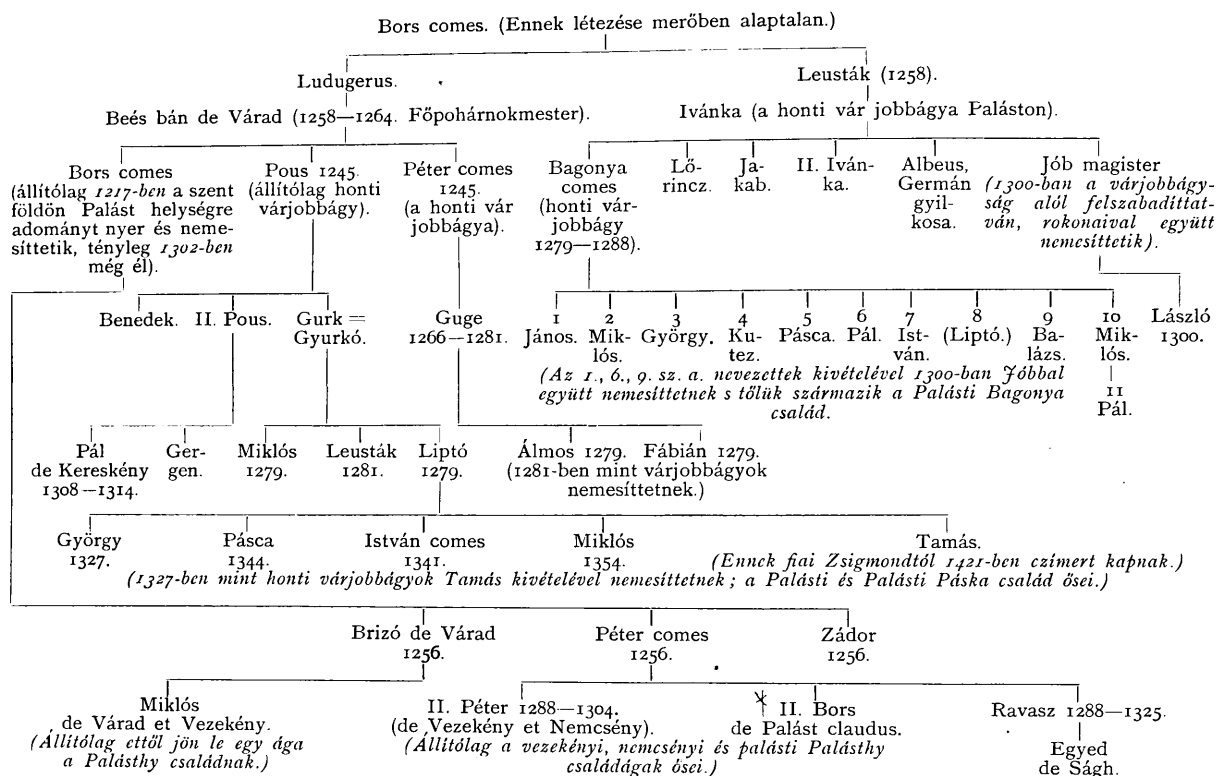 Bors comes. (Ennek létezése merőben alaptalan.)
Ludugerus.
Leusták (1258).
Beés bán de Várad (1258—1264. Főpohárnokmester).
Ivánka (a honti vár jobbágya Paláston).
Bors comes
(állítólag 1217-ben a szent
földön Palást helységre
adományt nyer és neme-
síttetik, tényleg 1302-ben
még él).
Pous 1245.
(állítólag honti
várjobbágy).
Péter comes
1245.
(a honti vár
jobbágya).
Bagonya
comes
(honti vár-
jobbágy
1279—1288).
Lő-
rincz.
Ja-
kab.
II. Iván-
ka.
Albeus,
Germán
gyil-
kosa.
Jób magister
(1300-ban a várjobbágy-
ság alól felszabadíttat-
ván, rokonaival együtt
nemesíttetik).
Benedek.
II. Pous.
Gurk =
Gyurkó.
Guge
1266—1281.
1
János.
2
Mik-
lós.
3
György.
4
Ku-
tez.
5
Pásca.
6
Pál.
7
Ist-
ván.
8
(Liptó.)
9
Ba-
lázs.
10
Mik-
lós.
11
Pál.
László
1300.
(Az 1., 6., 9. sz. a. nevezettek kivételével 1300-ban Jóbbal
együtt nemesíttetnek s tőlük származik a Palásti Bagonya
család.
Pál
de Kereskény
1308—1314.
Ger-
gen.
Miklós
1279.
Leusták
1281.
Liptó
1279.
Álmos 1279. Fábián 1279.
(1281-ben mint várjobbágyok
nemesíttetnek.)
György
1327.
Pásca
1344.
István comes
1341.
Miklós
1354.
Tamás.
(Ennek fiai Zsigmondtól 1421-ben czímert kapnak.)
(1327-ben mint honti várjobbágyok Tamás kivételével nemesíttetnek; a Palásti és Palásti Páska család ősei.)
Brizó de Várad
1256.
Péter comes
1256.
Zádor
1256.
Miklós
de Várad et Vezekény.
(Állítólag ettől jön le egy ága
a Palásthy családnak.)
II. Péter 1288—1304.
(de Vezekény et Nemcsény).
II. Bors
de Palást claudus.
(Állítólag a vezekényi, nemcsényi és palásti Palásthy
családágak ősei.)
Ravasz 1288—1325.
Egyed
de Ságh.